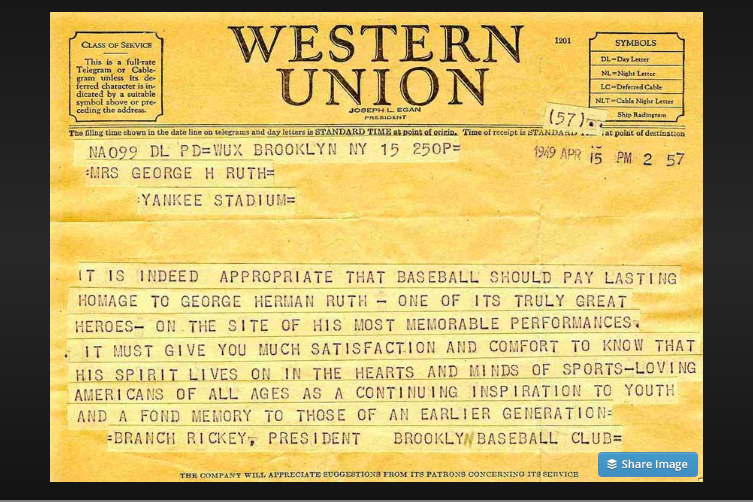 CLASS OF SERVICE
This is a full-rate
Telegram or Cable-
gram unless its de-
ferred character is in-
dicated by a suitable
symbol above or pre-
ceding the address.
WESTERN
UNION
JOSEPH L. EGAN
PRESIDENT
1201
SYMBOLS
DL=Day Letter
NL=Night Letter
LC=Deferred Cable
NLT=Cable Night Letter
Ship Radiogram
(57)..
The filing time shown in the date line on telegrams and day letters is STANDARD TIME at point of origin. Time of receipt is STANDARD at point of destination
NA099 DL PD=WUX BROOKLYN NY 15 250P=
1949 APR 15 PM 2 57
:MRS GEORGE H RUTH=
:YANKEE STADIUM=
IT IS INDEED APPROPRIATE THAT BASEBALL SHOULD PAY LASTING
HOMAGE TO GEORGE HERMAN RUTH - ONE OF ITS TRULY GREAT
HEROES- ON THE SITE OF HIS MOST MEMORABLE PERFORMANCES.
IT MUST GIVE YOU MUCH SATISFACTION AND COMFORT TO KNOW THAT
HIS SPIRIT LIVES ON IN THE HEARTS AND MINDS OF SPORTS-LOVING
AMERICANS OF ALL AGES AS A CONTINUING INSPIRATION TO YOUTH
AND A FOND MEMORY TO THOSE OF AN EARLIER GENERATION=
=BRANCH RICKEY, PRESIDENT BROOKLYN BASEBALL CLUB=
Share Image
THE COMPANY WILL APPRECIATE SUGGESTIONS FROM ITS PATRONS CONCERNING ITS SERVICE